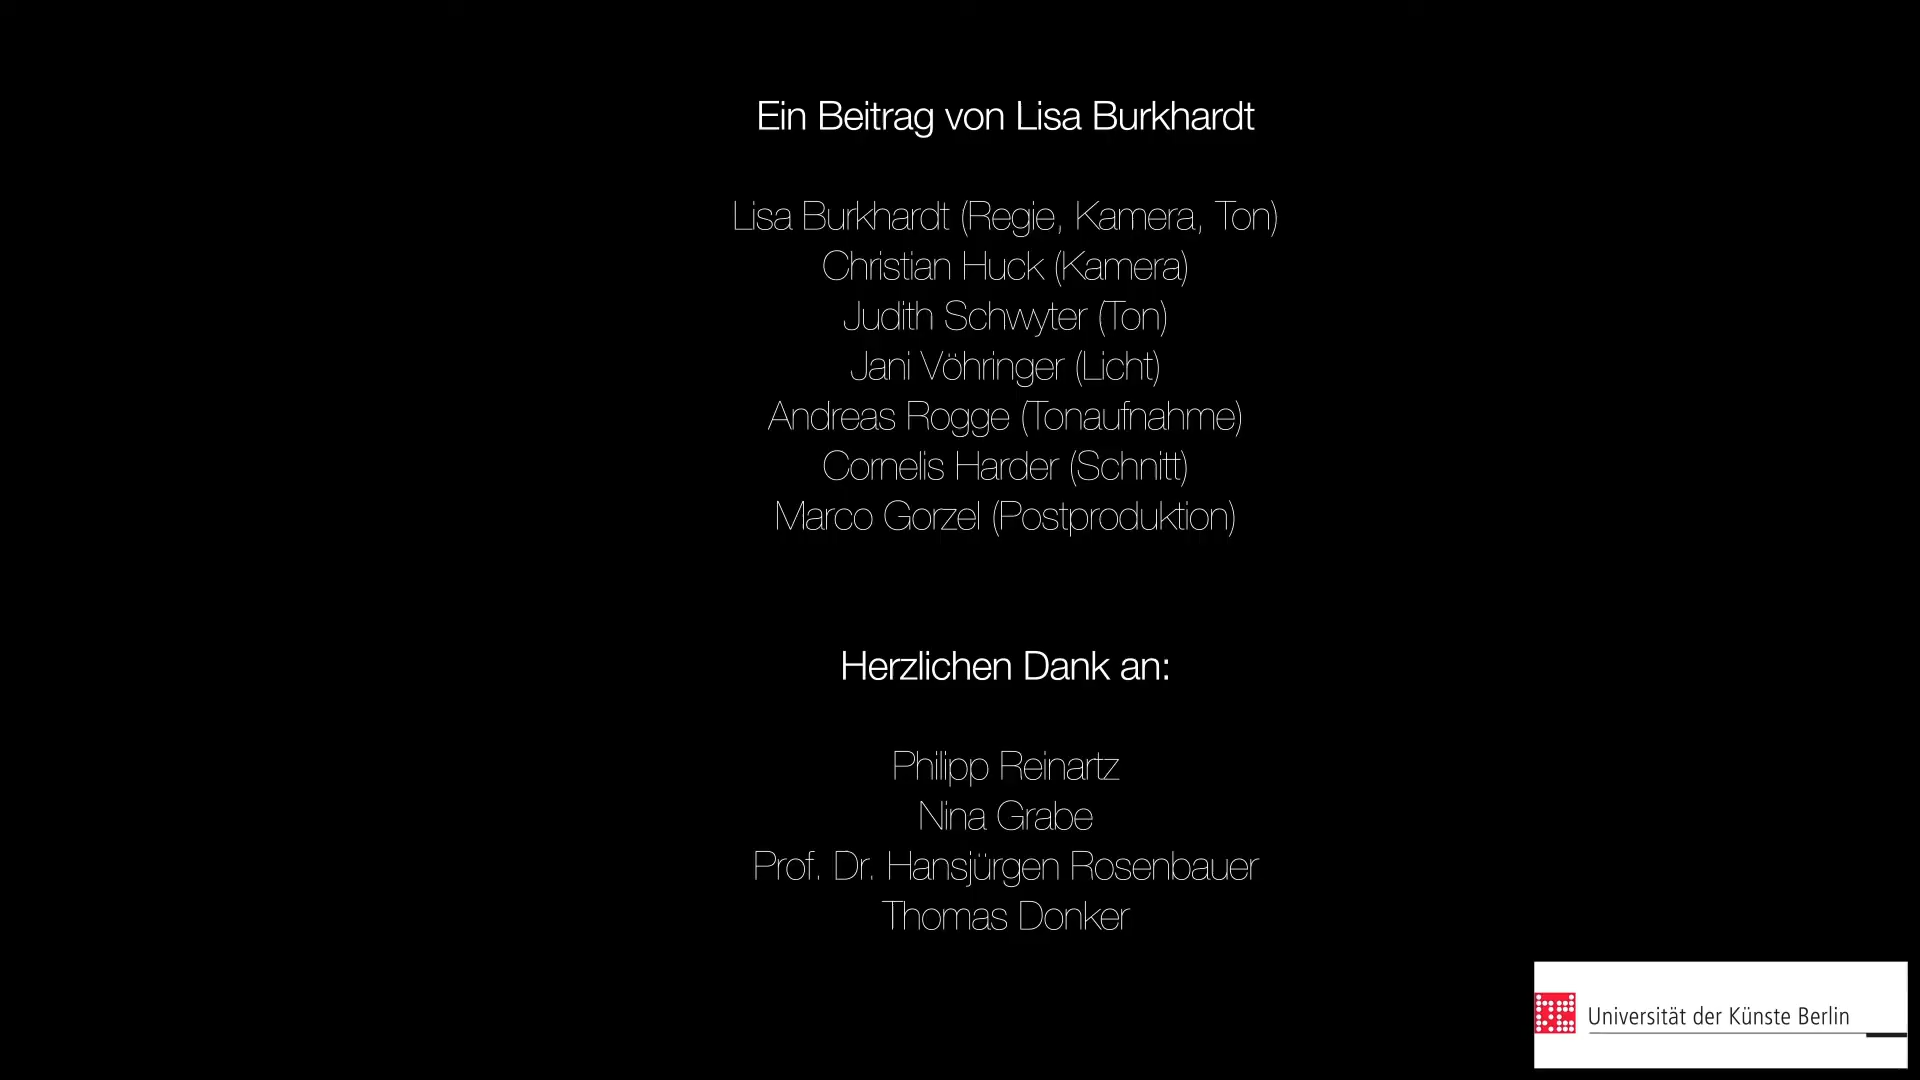 Ein Beitrag von Lisa Burkhardt
Lisa Burkhardt (Regie, Kamera, Ton)
Christian Huck (Kamera)
Judith Schwyter (Ton)
Jani Vöhringer (Licht)
Andreas Rogge (Tonaufnahme)
Cornelis Harder (Schnitt)
Marco Gorzel (Postproduktion)
Herzlichen Dank an:
Philipp Reinartz
Nina Grabe
Prof. Dr. Hansjürgen Rosenbauer
Thomas Donker
Universität der Künste Berlin